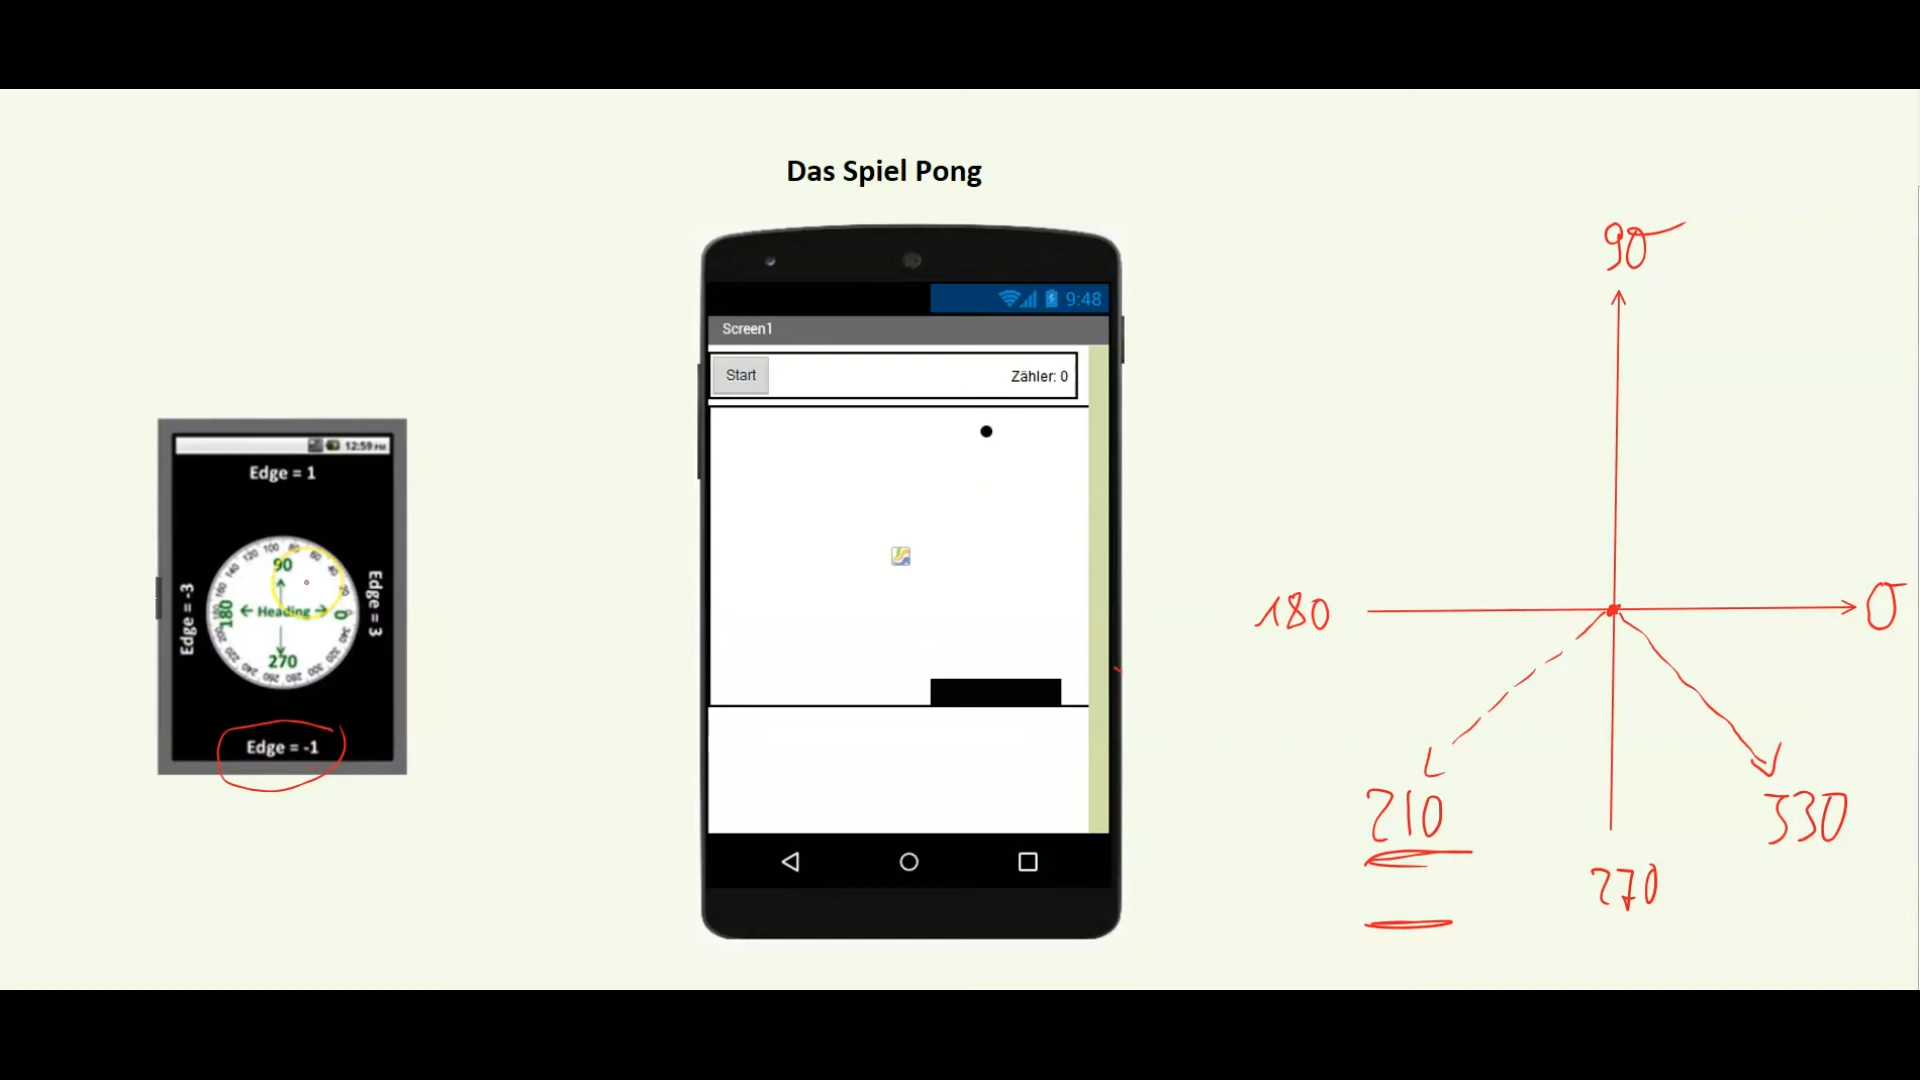 Das Spiel Pong
12:59 PM
Edge = 1
Edge = -3
90
180
Heading
0
270
Edge = 3
Edge = -1
9:48
Screen1
Start
Zähler: 0
90
180
0
210
330
270